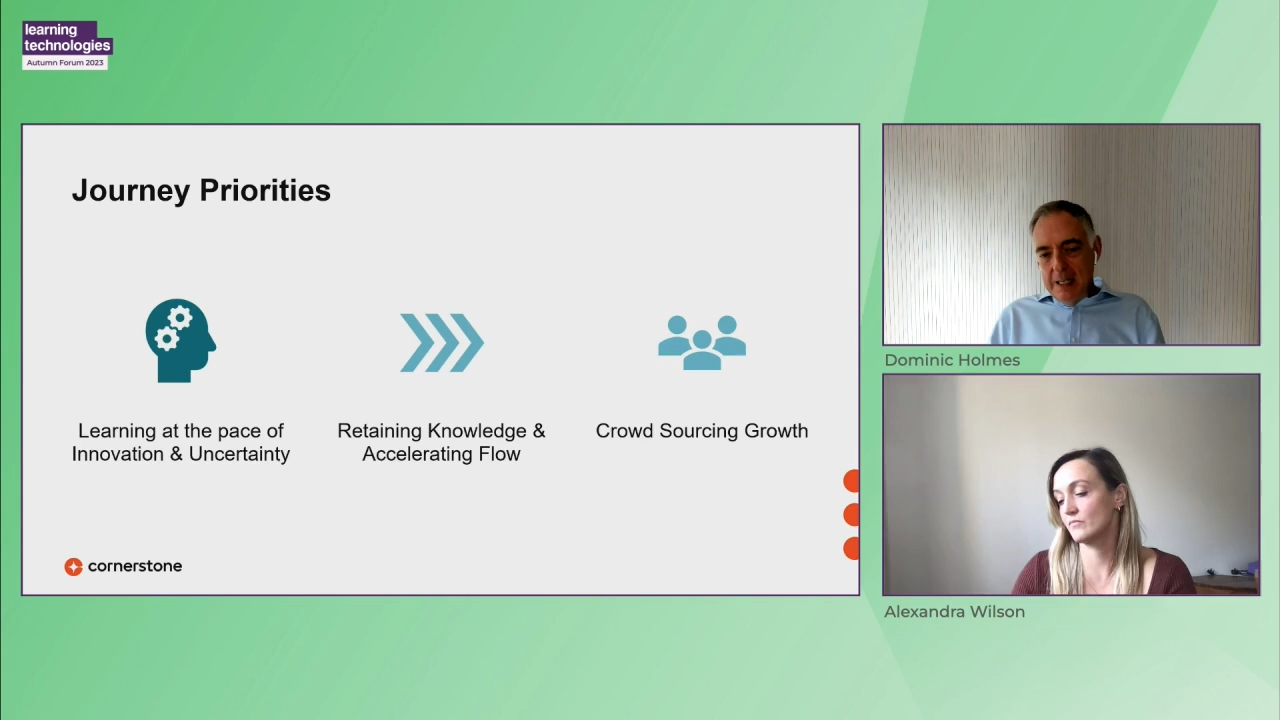 learning
technologies
Autumn Forum 2023
Journey Priorities
Learning at the pace of
Innovation & Uncertainty
Retaining Knowledge &
Accelerating Flow
Crowd Sourcing Growth
cornerstone
Dominic Holmes
Alexandra Wilson